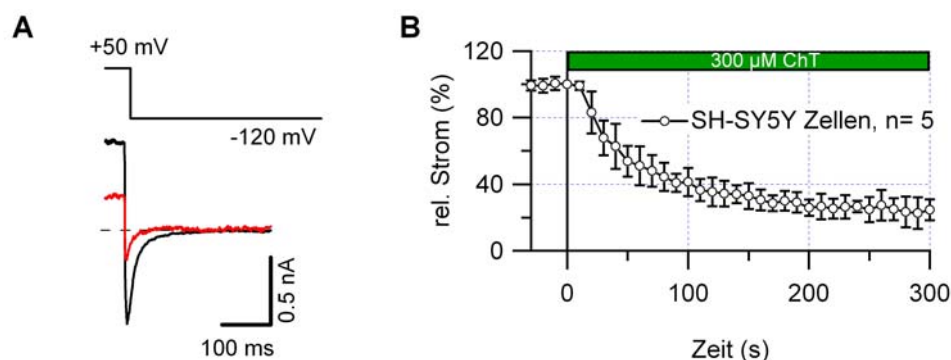 A
+50 mV
-120 mV
0.5 nA
100 ms
B
120
80
40
0
rel. Strom (%)
300 µM ChT
SH-SY5Y Zellen, n= 5
0
100
200
300
Zeit (s)